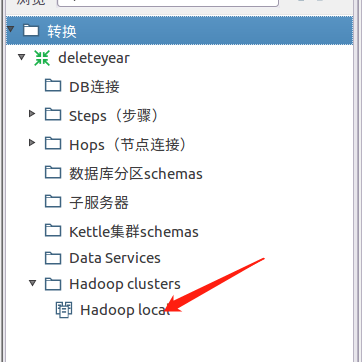 浏览
转换
deleteyear
DB连接
Steps（步骤）
Hops（节点连接）
数据库分区schemas
子服务器
Kettle集群schemas
Data Services
Hadoop clusters
Hadoop local